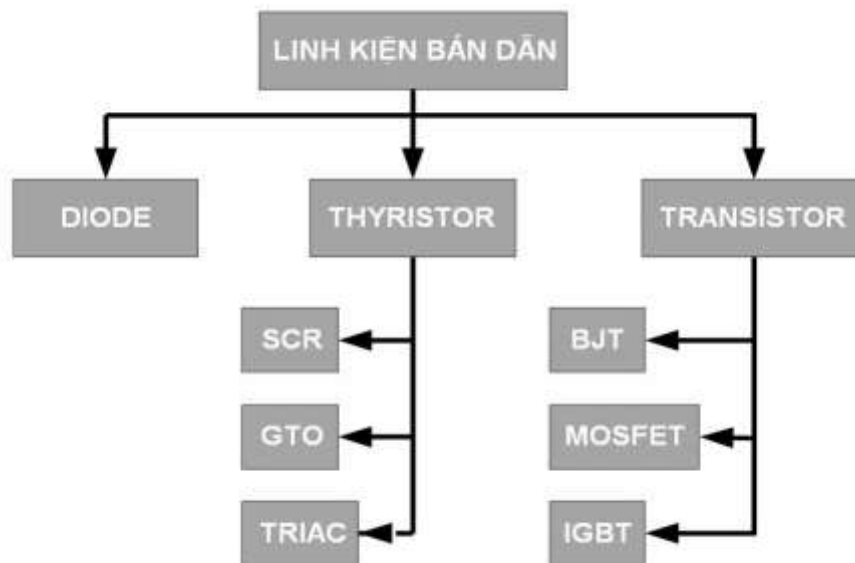 LINH KIỆN BÁN DẪN
DIODE
THYRISTOR
TRANSISTOR
SCR
BJT
GTO
MOSFET
TRIAC
IGBT